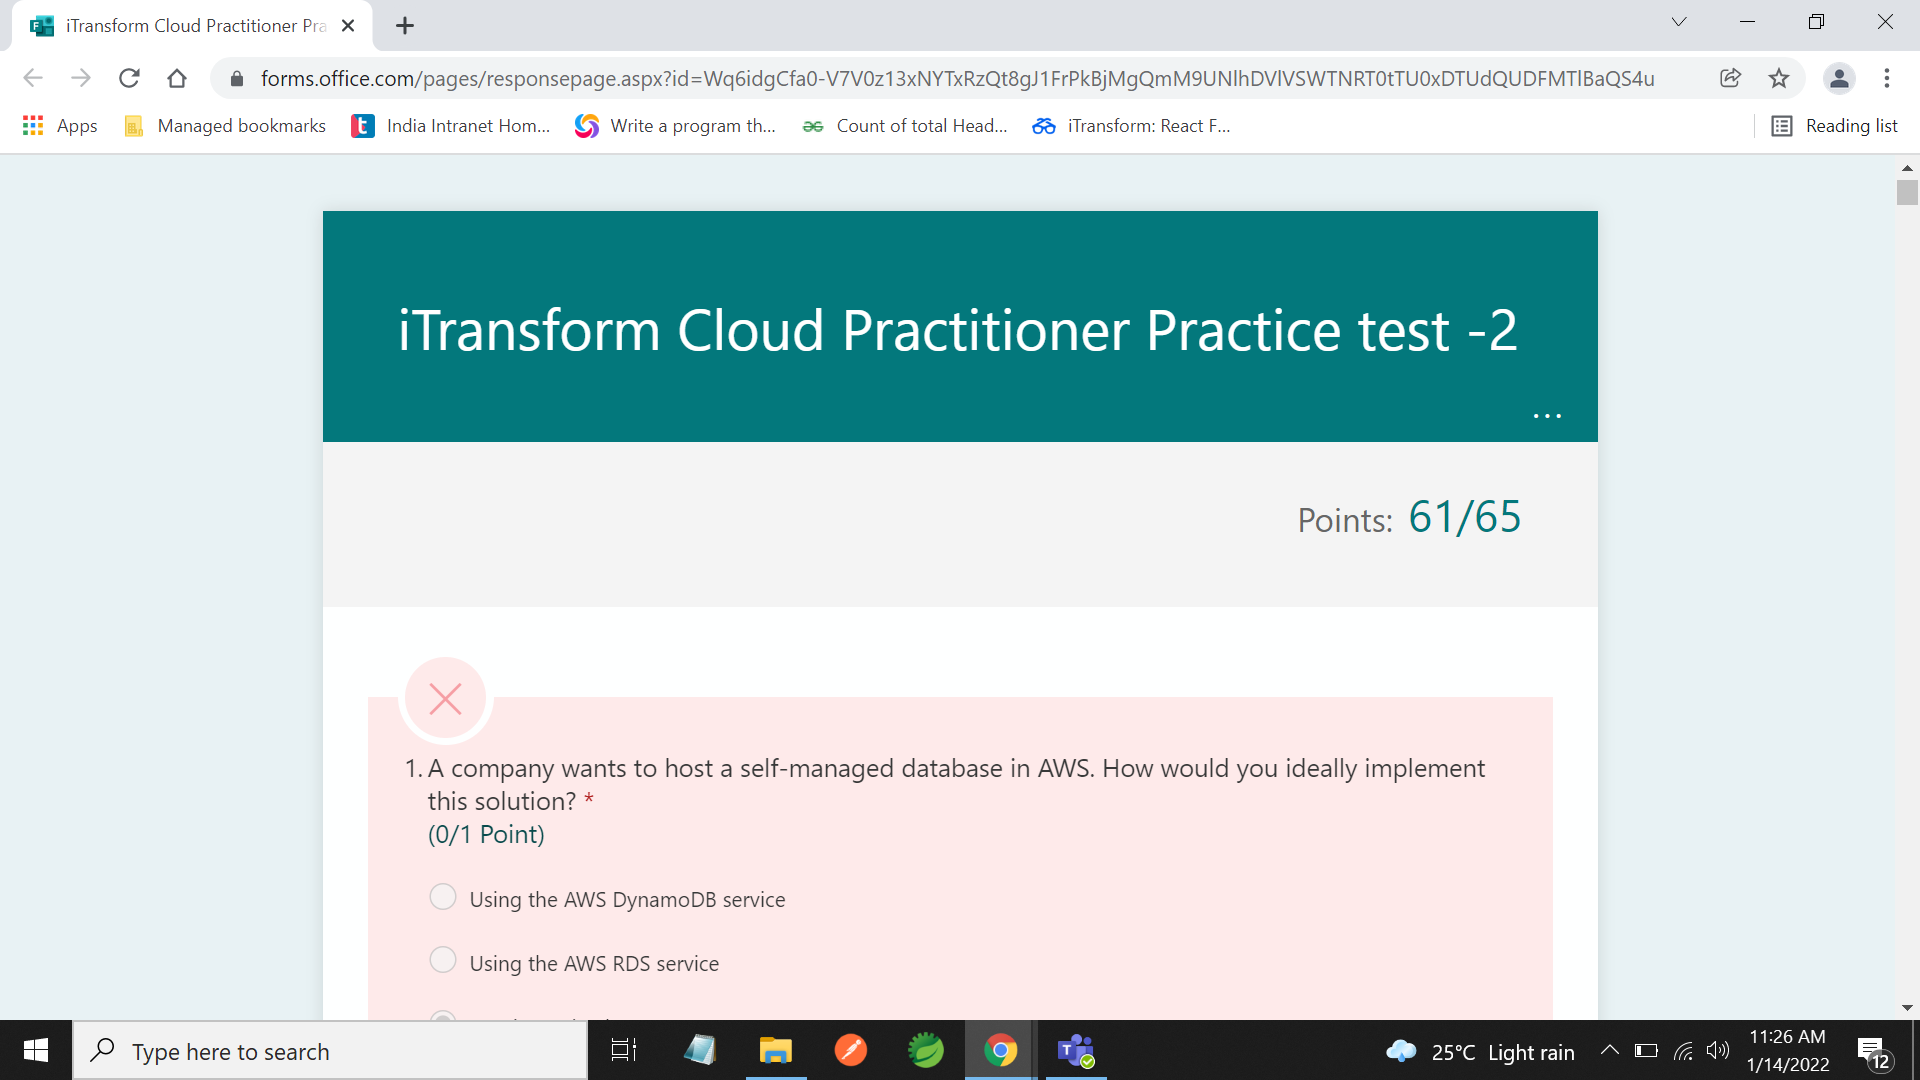 iTransform Cloud Practitioner Pra
forms.office.com/pages/responsepage.aspx?id=Wq6idgCfa0-V7V0z13xNYTxRzQt8gJ1FrPkBjMgQmM9UNlhDVlVSWTNRT0tTU0xDTUdQUDFMTlBaQS4u
Apps Managed bookmarks India Intranet Hom... Write a program th... Count of total Head... iTransform: React F... Reading list
iTransform Cloud Practitioner Practice test -2
...
Points: 61/65
1. A company wants to host a self-managed database in AWS. How would you ideally implement
this solution? *
(0/1 Point)
Using the AWS DynamoDB service
Using the AWS RDS service
Type here to search
25°C Light rain
11:26 AM
1/14/2022
12